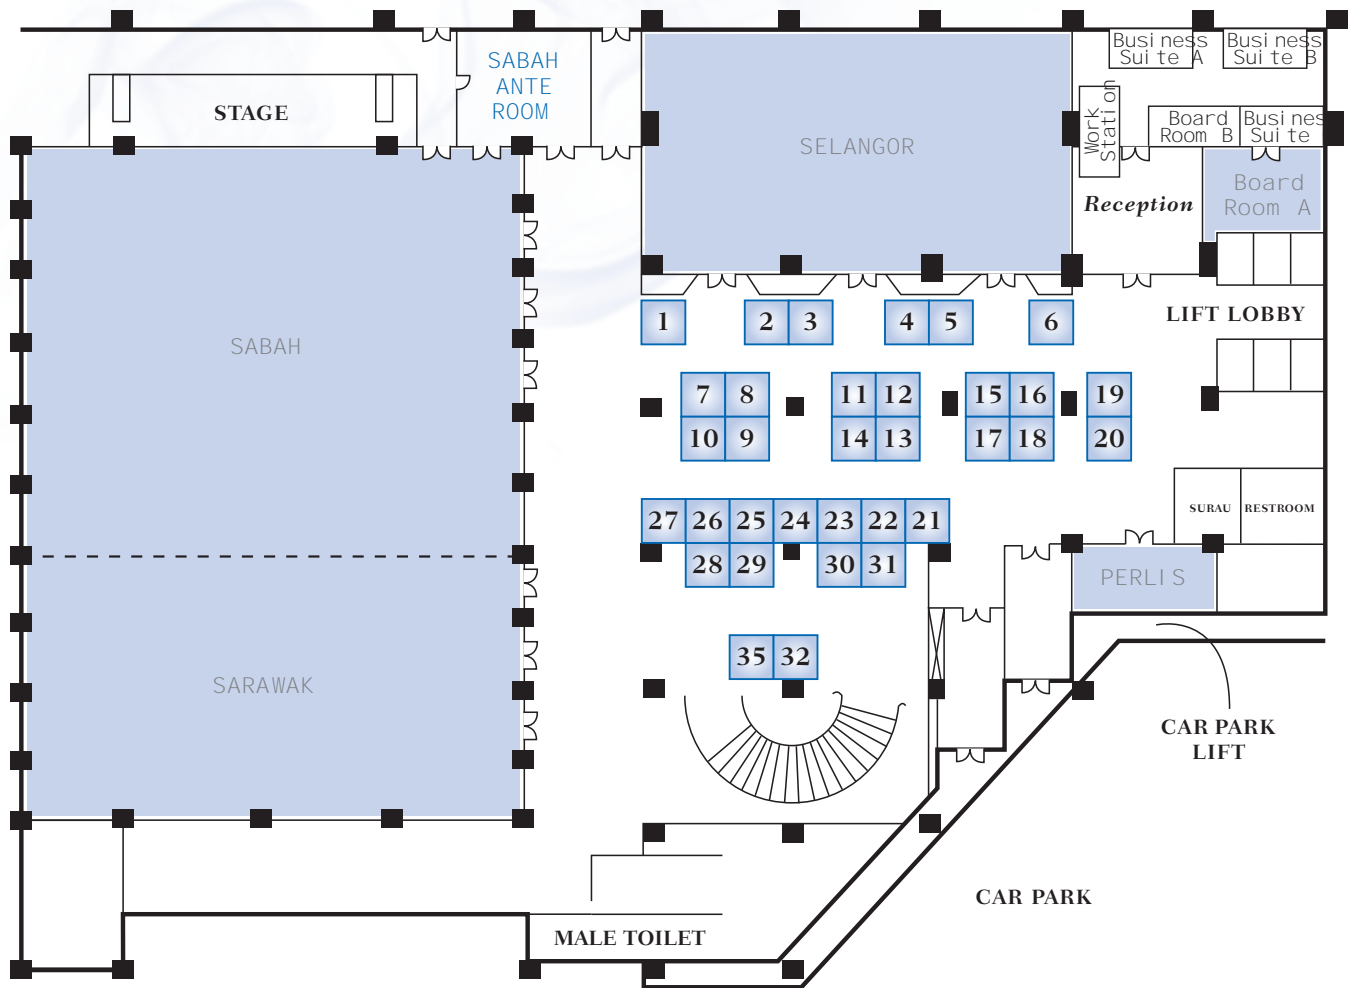 Business
Suite A
Business
Suite B
SABAH
ANTE
ROOM
STAGE
Work
Station
Board
Room B
Busines
Suite
SELANGOR
Board
Room A
Reception
LIFT LOBBY
1 2 3 4 5 6
SABAH
7 8 11 12 15 16 19
10 9 14 13 17 18 20
27 26 25 24 23 22 21
SURAU RESTROOM
28 29 30 31
PERLIS
35 32
SARAWAK
CAR PARK
LIFT
CAR PARK
MALE TOILET